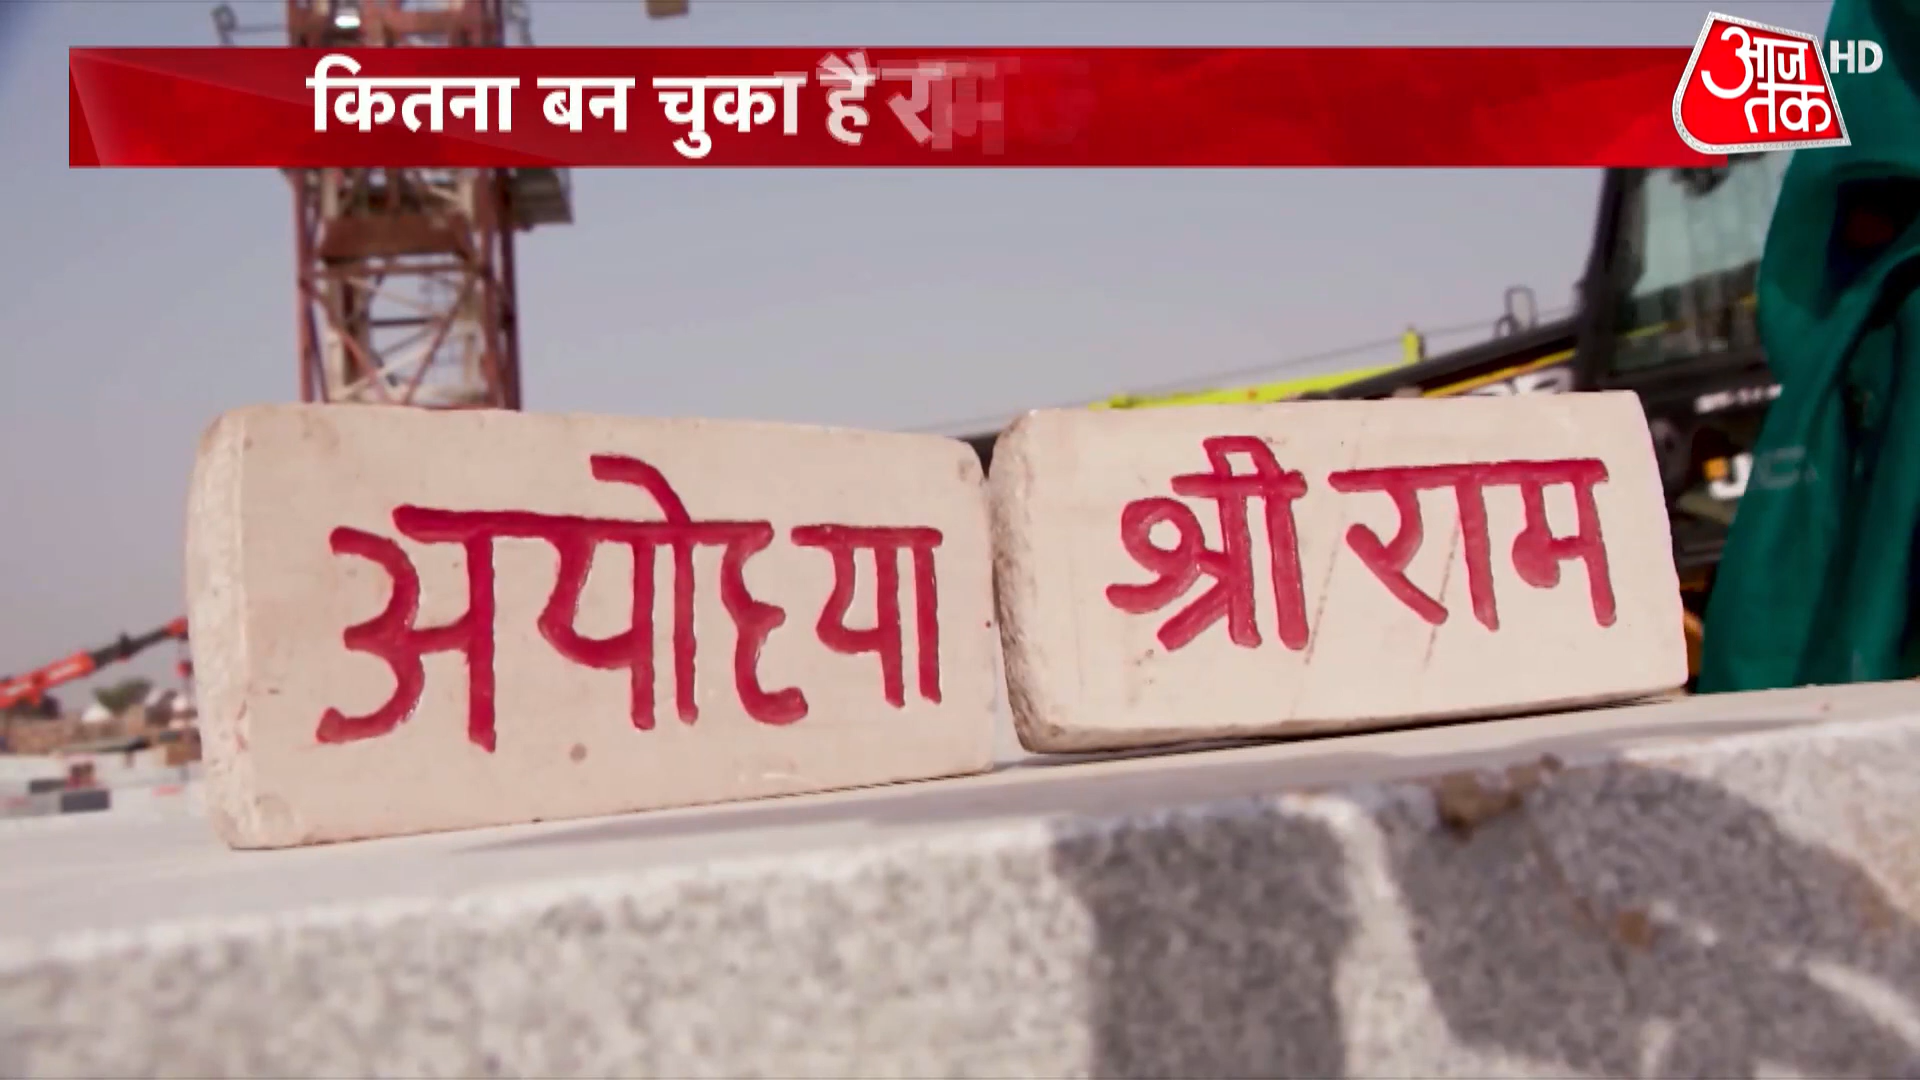 कितना बन चुका है राम
आज तक HD
अयोध्या
श्री राम